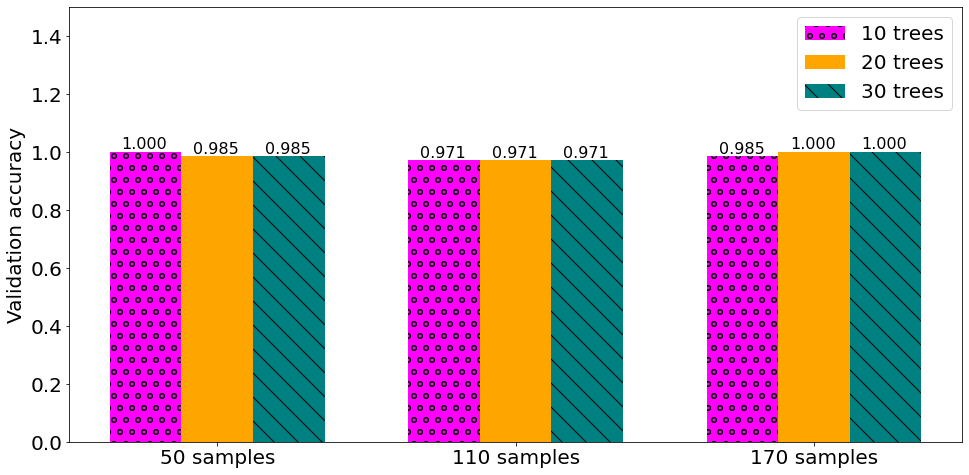 Validation accuracy
1.4
1.2
1.0
0.8
0.6
0.4
0.2
0.0
10 trees
20 trees
30 trees
1.000
0.985
0.985
0.971
0.971
0.971
0.985
1.000
1.000
50 samples
110 samples
170 samples